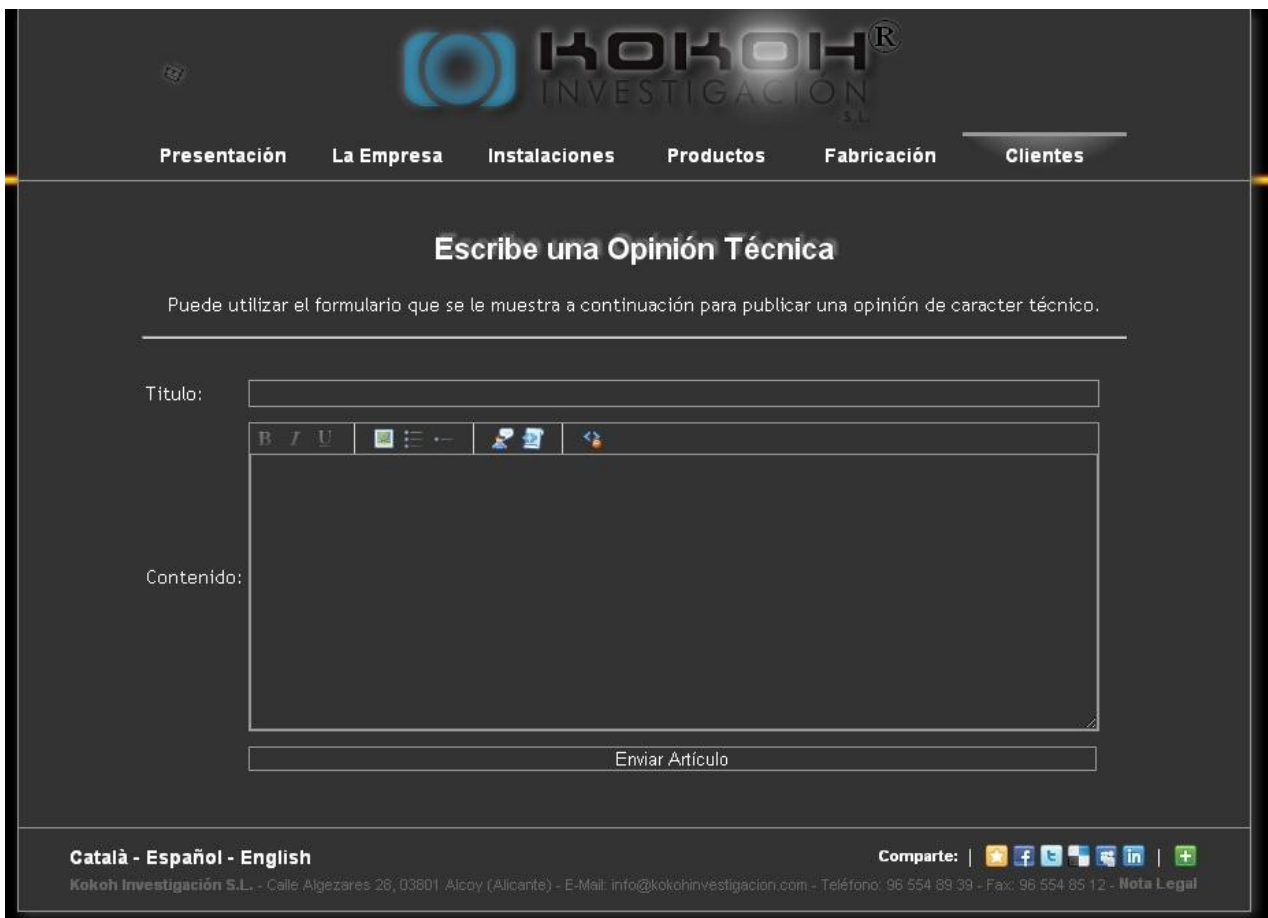 KOKOH®
INVESTIGACIÓN
S.L.
Presentación La Empresa Instalaciones Productos Fabricación Clientes
Escribe una Opinión Técnica
Puede utilizar el formulario que se le muestra a continuación para publicar una opinión de caracter técnico.
Titulo:
B I U
Contenido:
Enviar Artículo
Català - Español - English Comparte: | |
Kokoh Investigación S.L. - Calle Algezares 28, 03801 Alcoy (Alicante) - E-Mail: info@kokohinvestigacion.com - Teléfono: 96 554 89 39 - Fax: 96 554 85 12 - Nota Legal